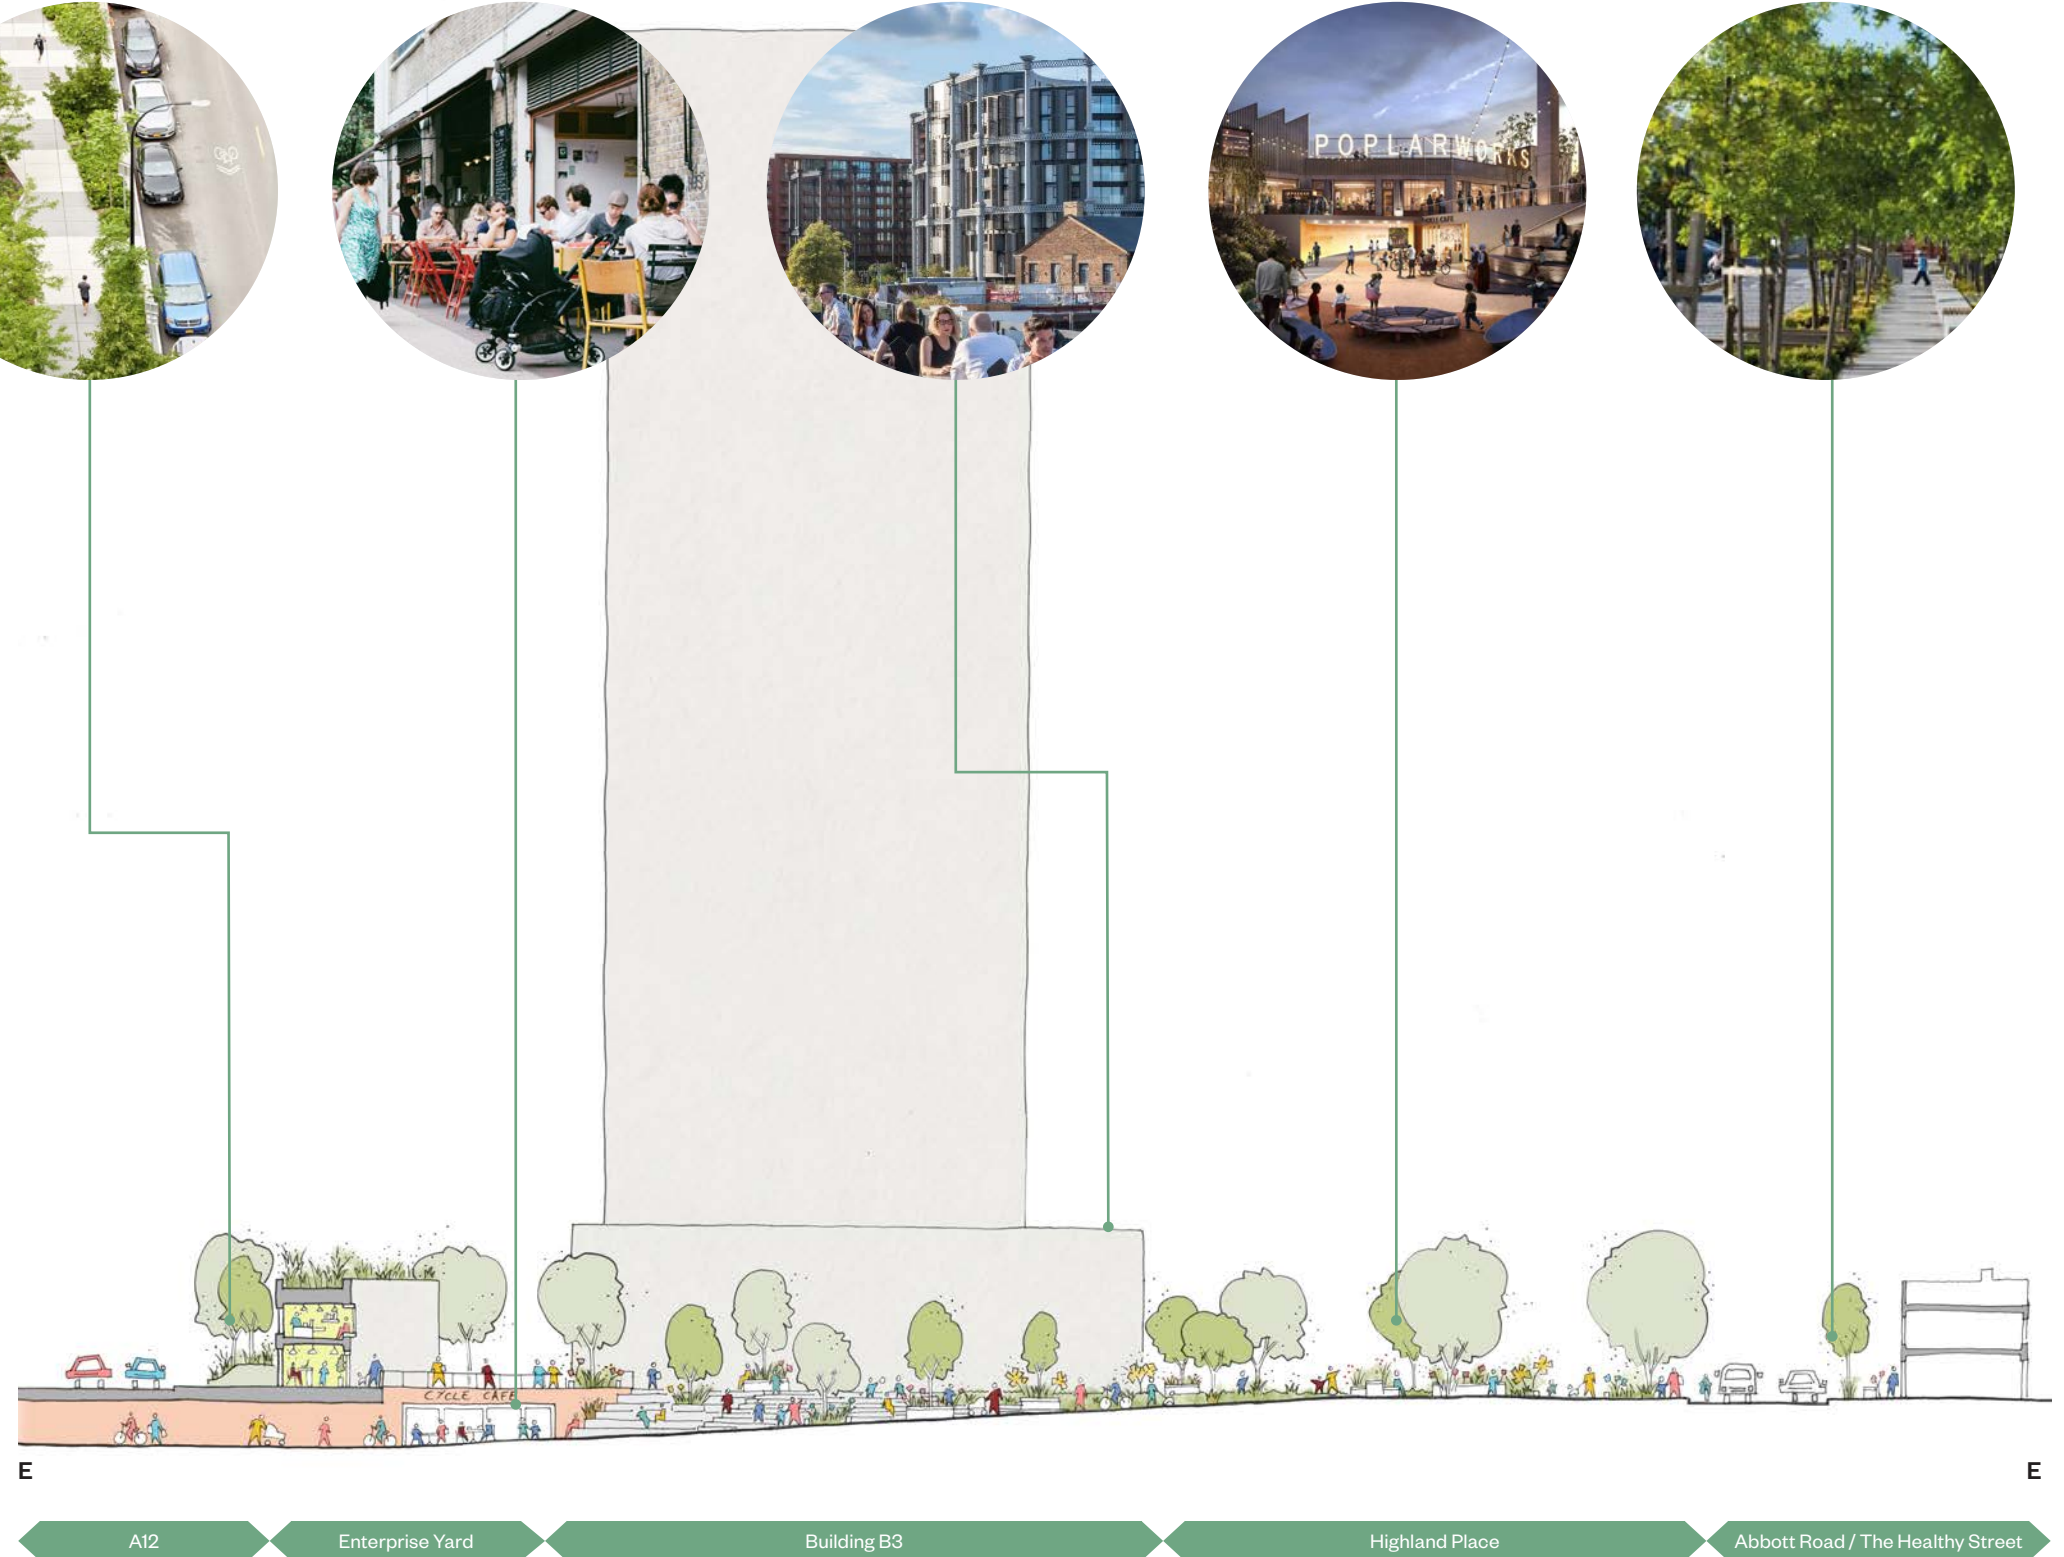 POPLARWORKS
CYCLE CAFE
E
E
A12
Enterprise Yard
Building B3
Highland Place
Abbott Road / The Healthy Street